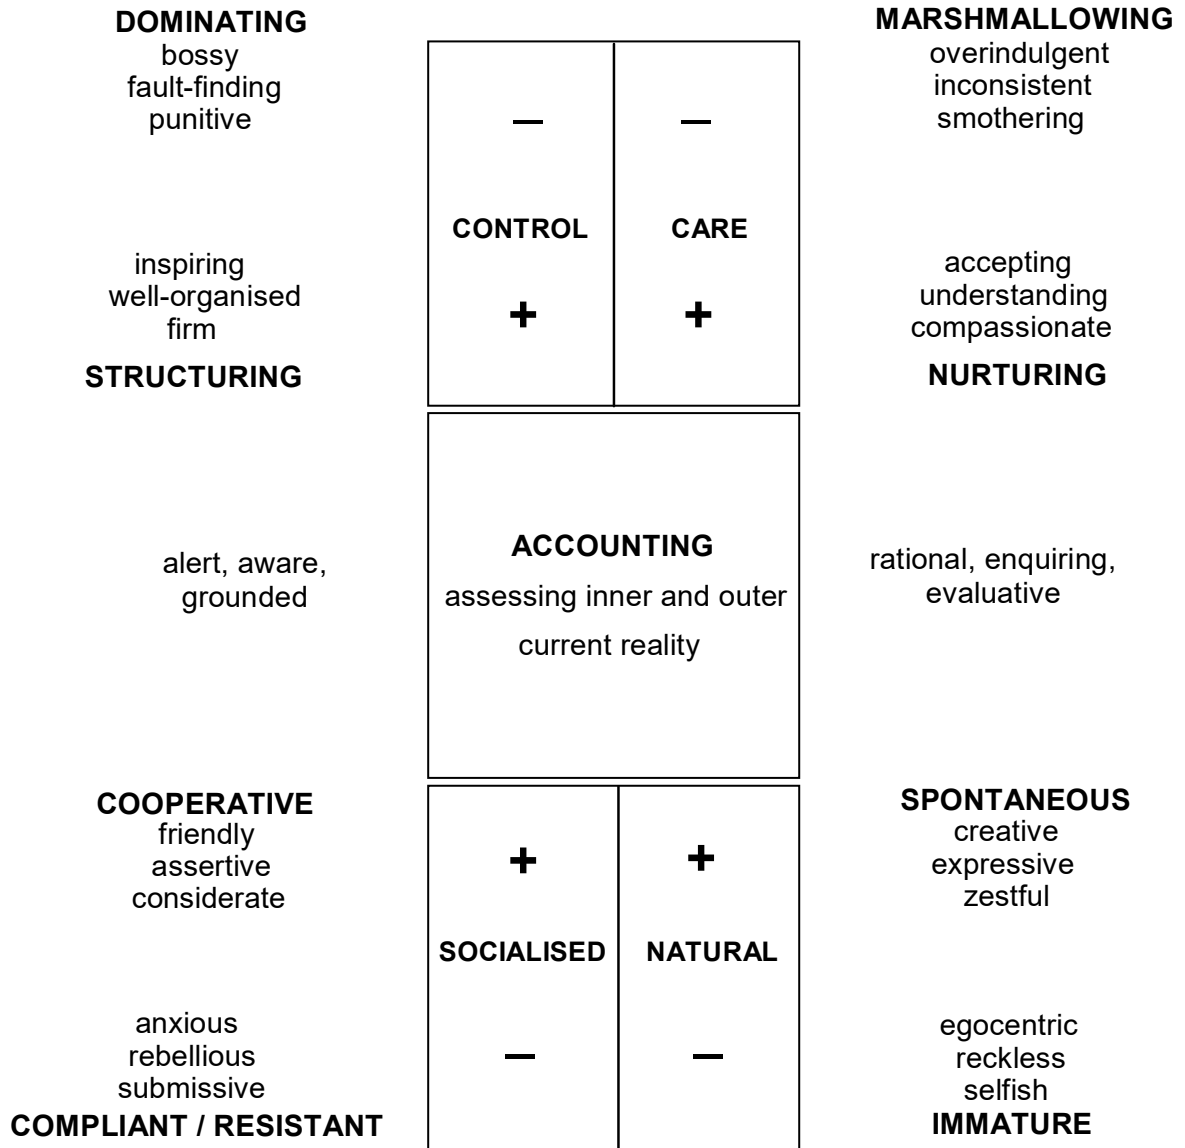 DOMINATING
bossy
fault-finding
punitive
MARSHMALLOWING
overindulgent
inconsistent
smothering
– –
CONTROL CARE
+ +
inspiring
well-organised
firm
STRUCTURING
accepting
understanding
compassionate
NURTURING
alert, aware,
grounded
ACCOUNTING
assessing inner and outer
current reality
rational, enquiring,
evaluative
COOPERATIVE
friendly
assertive
considerate
SPONTANEOUS
creative
expressive
zestful
+ +
SOCIALISED NATURAL
– –
anxious
rebellious
submissive
COMPLIANT / RESISTANT
egocentric
reckless
selfish
IMMATURE